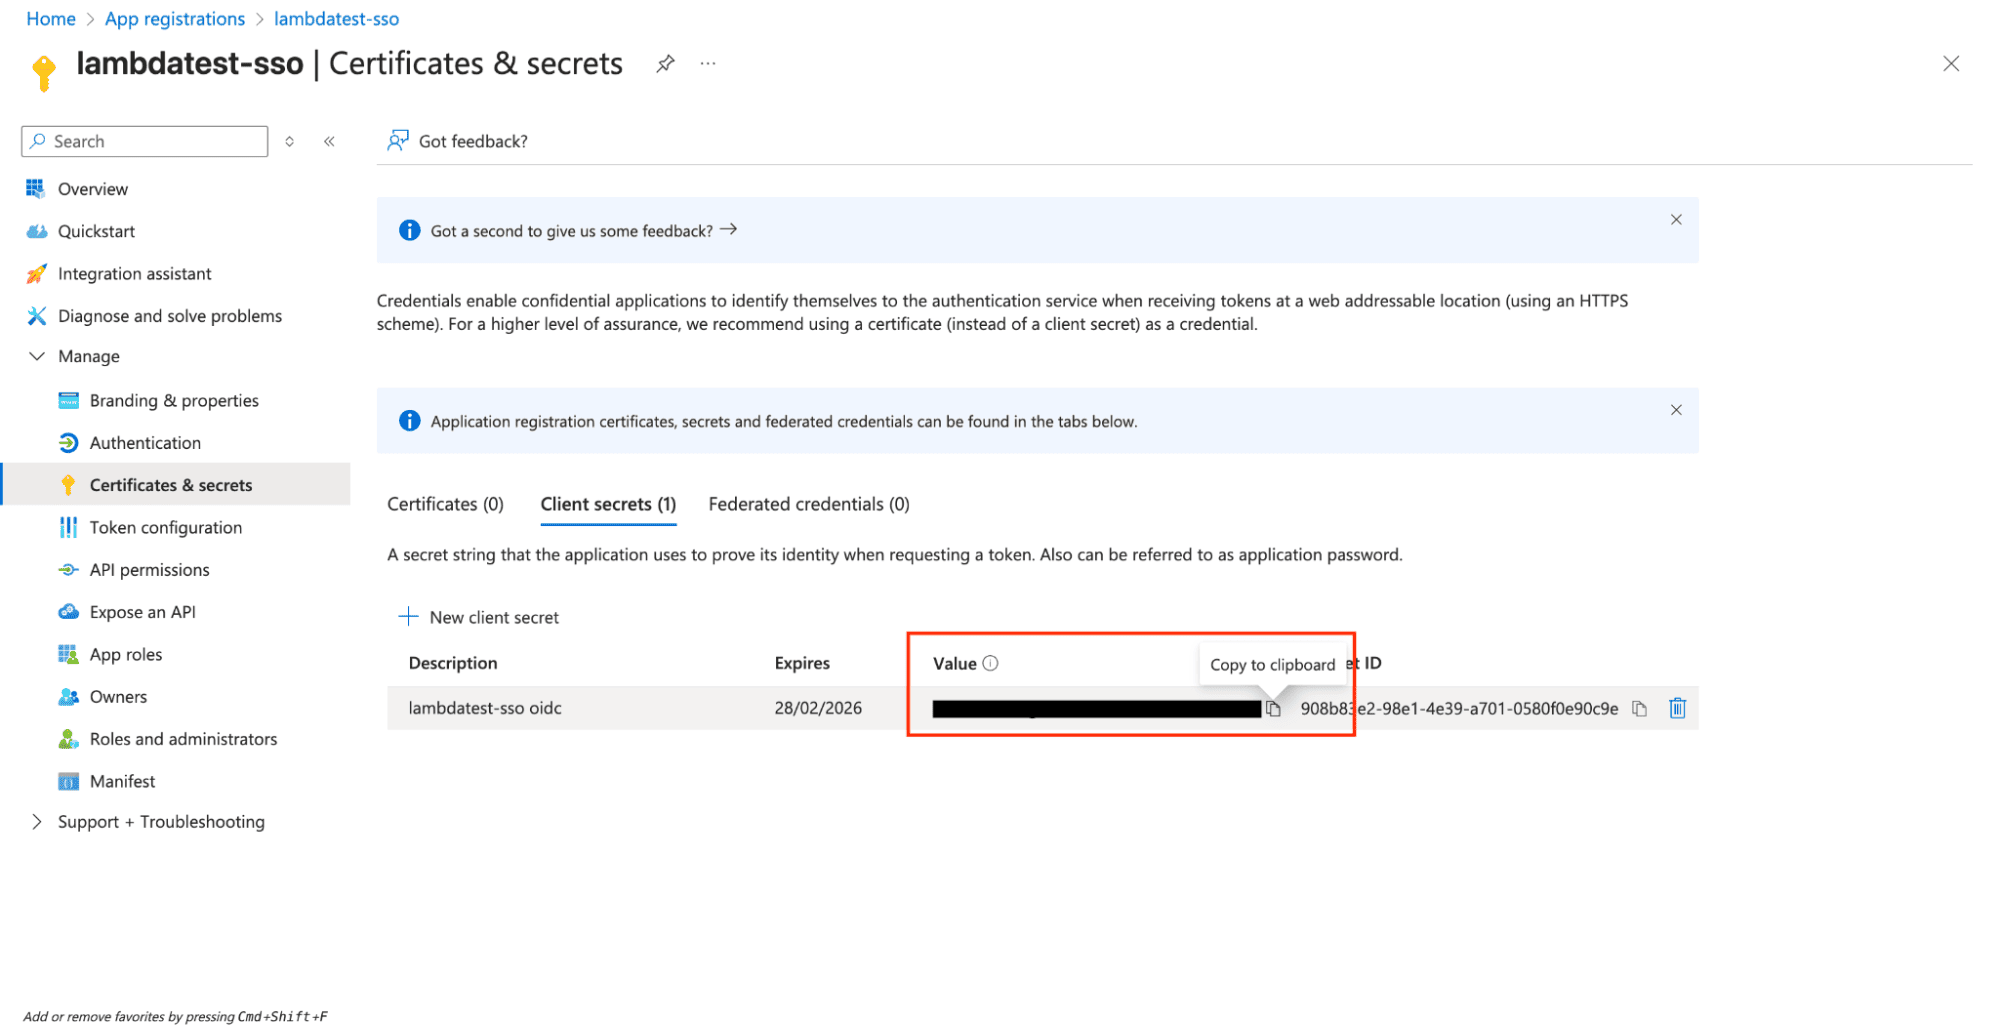 Home > App registrations > lambdatest-sso
lambdatest-sso | Certificates & secrets
Search
Got feedback?
Overview
Quickstart
Integration assistant
Diagnose and solve problems
Manage
Branding & properties
Authentication
Certificates & secrets
Token configuration
API permissions
Expose an API
App roles
Owners
Roles and administrators
Manifest
Support + Troubleshooting
Add or remove favorites by pressing Cmd+Shift+F
Got a second to give us some feedback? →
Credentials enable confidential applications to identify themselves to the authentication service when receiving tokens at a web addressable location (using an HTTPS
scheme). For a higher level of assurance, we recommend using a certificate (instead of a client secret) as a credential.
Application registration certificates, secrets and federated credentials can be found in the tabs below.
Certificates (0) Client secrets (1) Federated credentials (0)
A secret string that the application uses to prove its identity when requesting a token. Also can be referred to as application password.
New client secret
Description Expires Value Copy to clipboard et ID
lambdatest-sso oidc 28/02/2026 908b83e2-98e1-4e39-a701-0580f0e90c9e